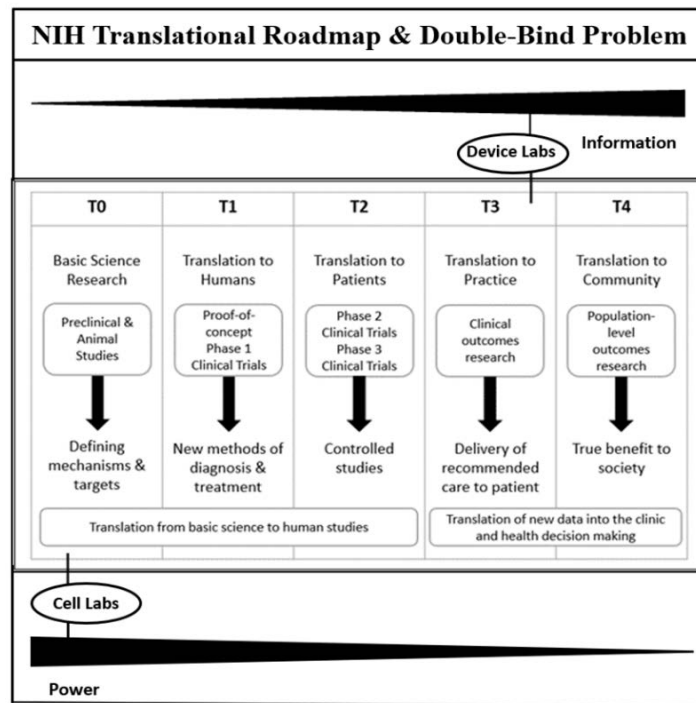 NIH Translational Roadmap & Double-Bind Problem
Information
Device Labs
T0
T1
T2
T3
T4
Basic Science
Research
Translation to
Humans
Translation to
Patients
Translation to
Practice
Translation to
Community
Preclinical &
Animal
Studies
Proof-of-
concept
Phase 1
Clinical Trials
Phase 2
Clinical Trials
Phase 3
Clinical Trials
Clinical
outcomes
research
Population-
level
outcomes
research
Defining
mechanisms &
targets
New methods of
diagnosis &
treatment
Controlled
studies
Delivery of
recommended
care to patient
True benefit to
society
Translation from basic science to human studies
Translation of new data into the clinic
and health decision making
Cell Labs
Power